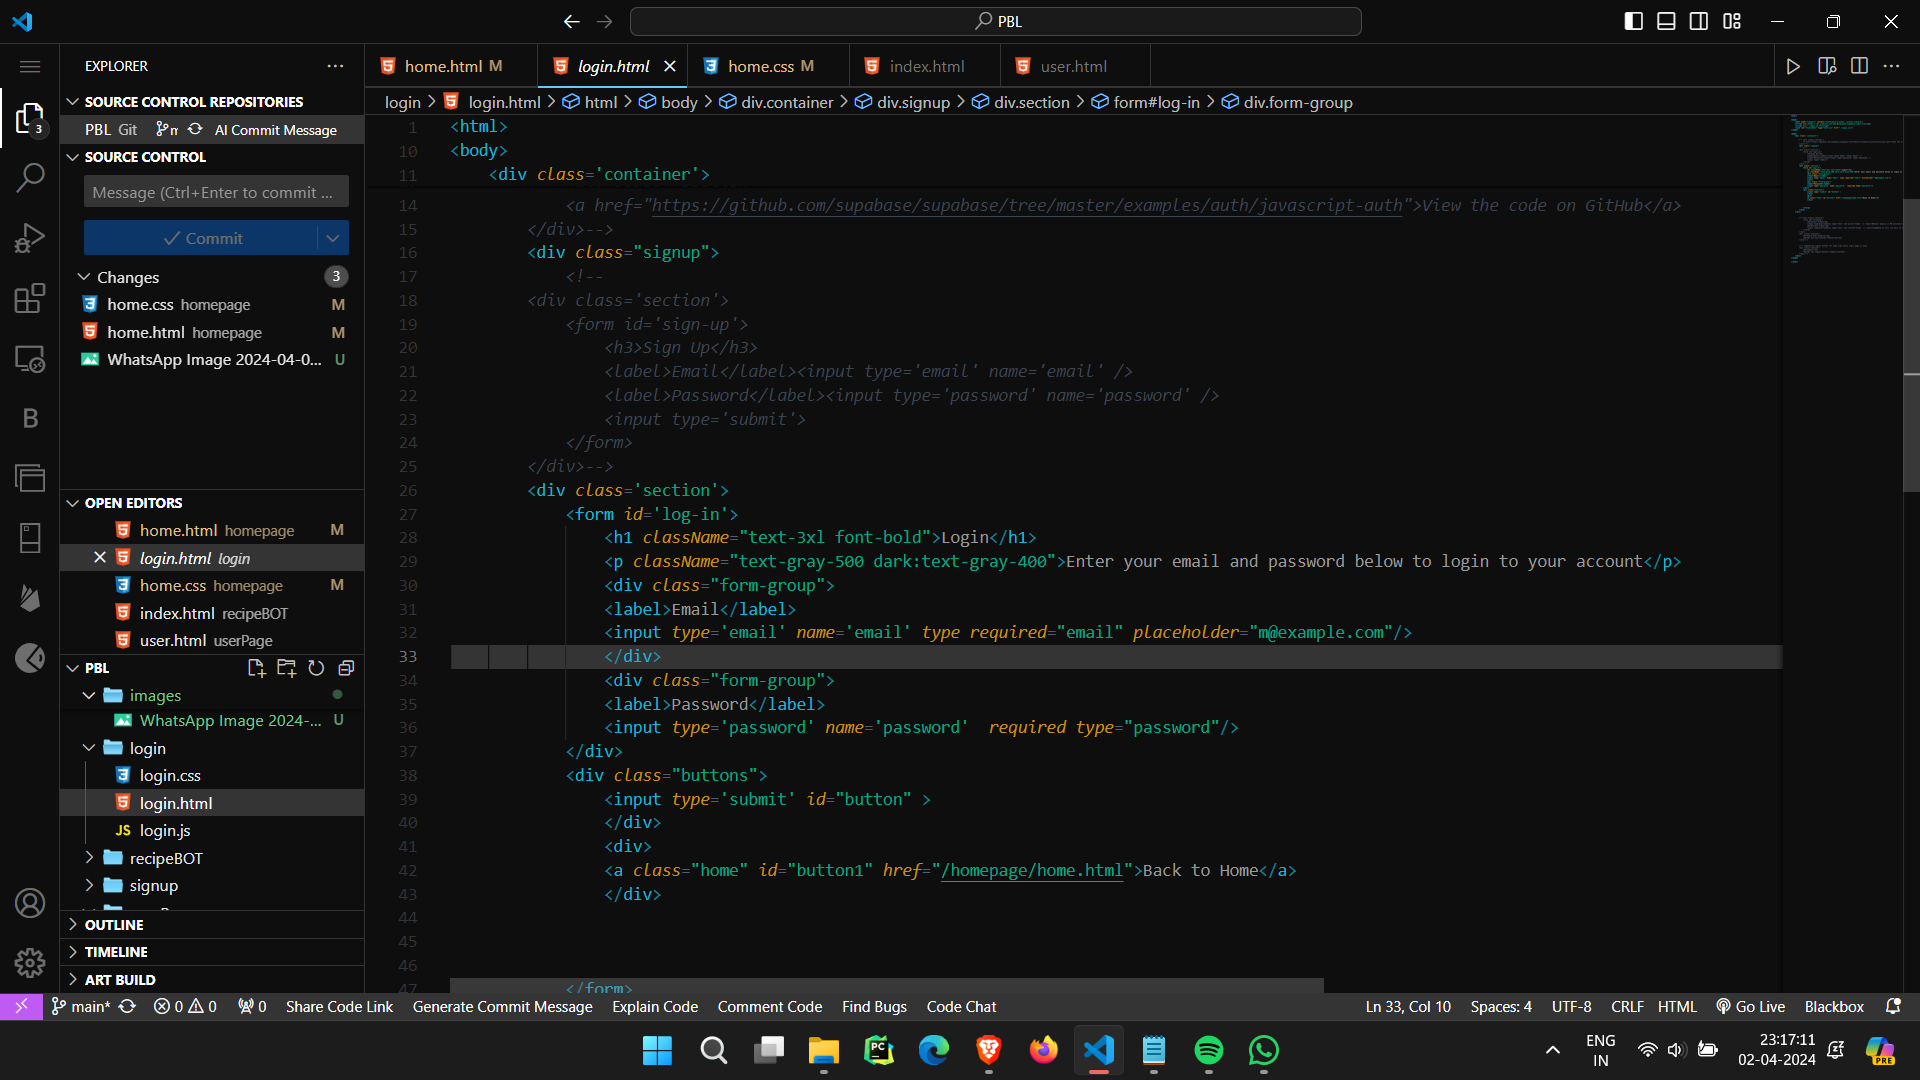 PBL
EXPLORER
SOURCE CONTROL REPOSITORIES
PBL Git AI Commit Message
SOURCE CONTROL
Message (Ctrl+Enter to commit ...
Commit
Changes 3
home.css homepage M
home.html homepage M
WhatsApp Image 2024-04-0... U
OPEN EDITORS
home.html homepage M
login.html login
home.css homepage M
index.html recipeBOT
user.html userPage
PBL
images
WhatsApp Image 2024-... U
login
login.css
login.html
JS login.js
recipeBOT
signup
OUTLINE
TIMELINE
ART BUILD
3
B
home.html M login.html home.css M index.html user.html
login > login.html > html > body > div.container > div.signup > div.section > form#log-in > div.form-group
1 <html>
10 <body>
11 <div class='container'>
14 <a href="https://github.com/supabase/supabase/tree/master/examples/auth/javascript-auth">View the code on GitHub</a>
15 </div>-->
16 <div class="signup">
17 <!--
18 <div class='section'>
19 <form id='sign-up'>
20 <h3>Sign Up</h3>
21 <label>Email</label><input type='email' name='email' />
22 <label>Password</label><input type='password' name='password' />
23 <input type='submit'>
24 </form>
25 </div>-->
26 <div class='section'>
27 <form id='log-in'>
28 <h1 className="text-3xl font-bold">Login</h1>
29 <p className="text-gray-500 dark:text-gray-400">Enter your email and password below to login to your account</p>
30 <div class="form-group">
31 <label>Email</label>
32 <input type='email' name='email' type required="email" placeholder="m@example.com"/>
33 </div>
34 <div class="form-group">
35 <label>Password</label>
36 <input type='password' name='password'  required type="password"/>
37 </div>
38 <div class="buttons">
39 <input type='submit' id="button" >
40 </div>
41 <div>
42 <a class="home" id="button1" href="/homepage/home.html">Back to Home</a>
43 </div>
44
45
46
47 </form>
main* 0 0 0 Share Code Link Generate Commit Message Explain Code Comment Code Find Bugs Code Chat Ln 33, Col 10 Spaces: 4 UTF-8 CRLF HTML Go Live Blackbox
PC
ENG
IN
23:17:11
02-04-2024
PRE